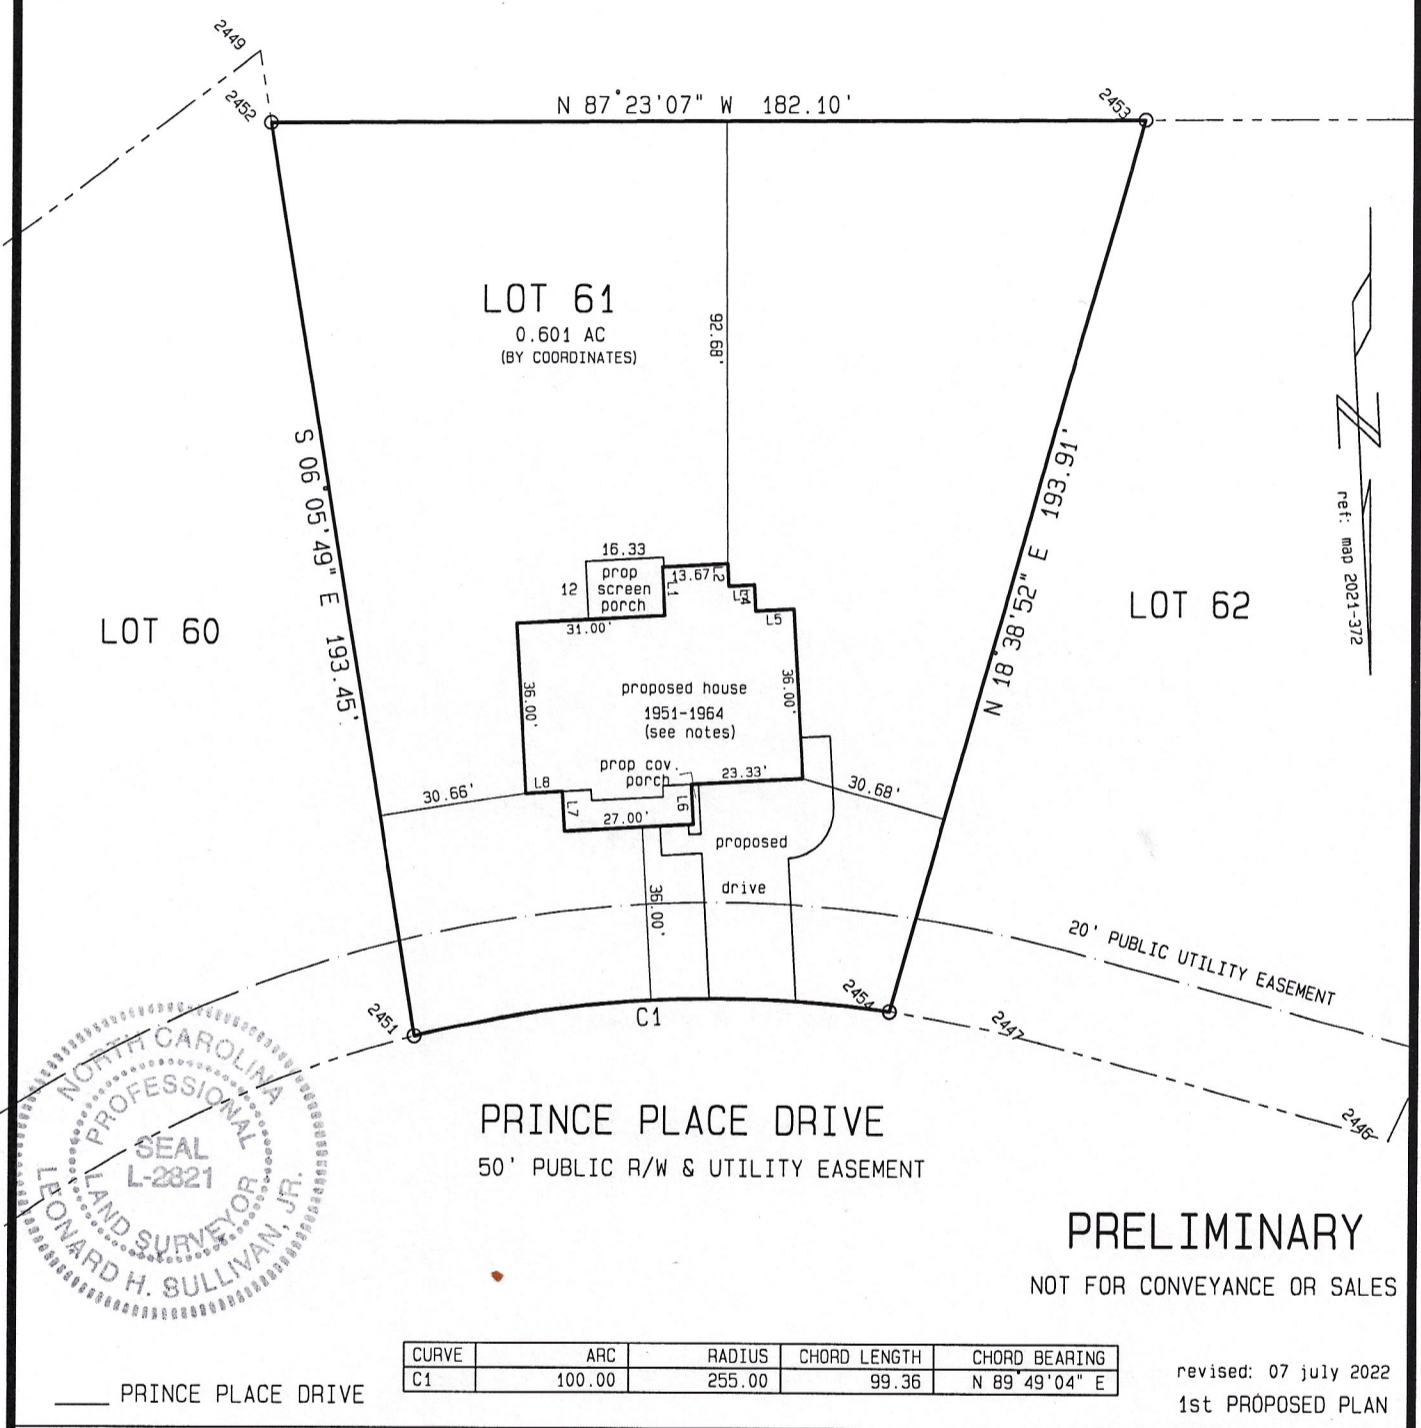 2449
2452
N 87°23'07" W 182.10'
2453
LOT 61
0.601 AC
(BY COORDINATES)
92.68'
S 06°05'49" E 193.45'
N 18°38'52" E 193.91'
ref: map 2021-372
N
LOT 60
LOT 62
16.33
prop
screen
porch
12
13.67
L1
L2
L4
L5
31.00'
36.00'
36.00'
proposed house
1951-1964
(see notes)
prop cov.
porch
23.33'
L8
L7
L6
27.00'
30.66'
30.68'
proposed
drive
36.00'
20' PUBLIC UTILITY EASEMENT
2451
C1
2454
2447
2446
PRINCE PLACE DRIVE
50' PUBLIC R/W & UTILITY EASEMENT
NORTH CAROLINA
PROFESSIONAL
SEAL
L-2821
LAND SURVEYOR
LEONARD H. SULLIVAN, JR.
PRELIMINARY
NOT FOR CONVEYANCE OR SALES
CURVE ARC RADIUS CHORD LENGTH CHORD BEARING
C1 100.00 255.00 99.36 N 89°49'04" E
____ PRINCE PLACE DRIVE
revised: 07 july 2022
1st PROPOSED PLAN